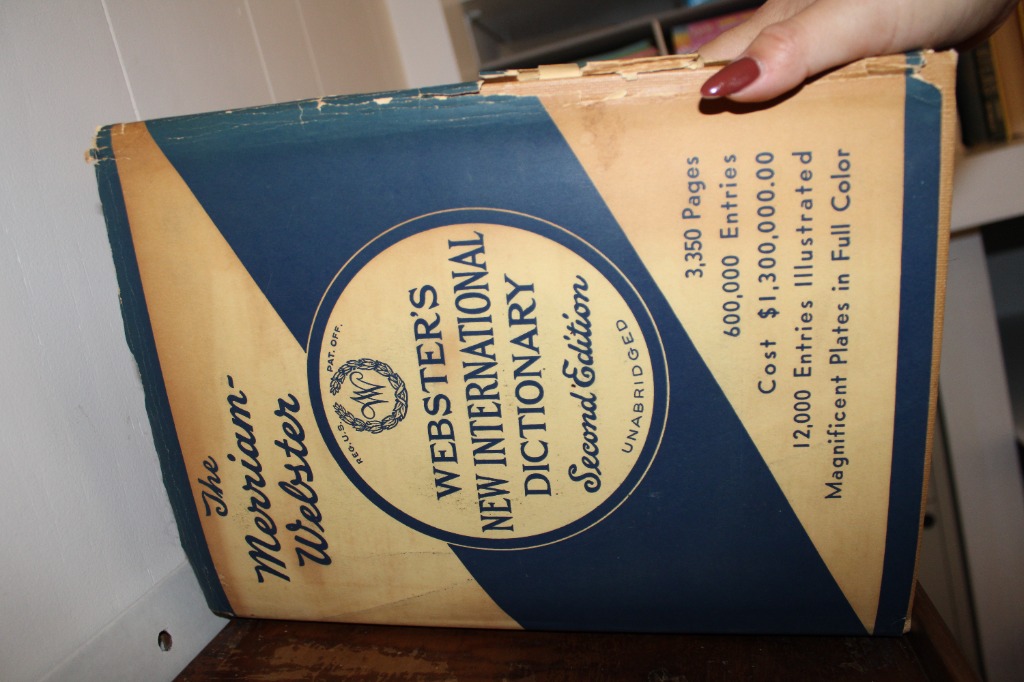 The
Merriam-
Webster
REG. U.S. PAT. OFF.
W
WEBSTER'S
NEW INTERNATIONAL
DICTIONARY
Second Edition
UNABRIDGED
3,350 Pages
600,000 Entries
Cost $1,300,000.00
12,000 Entries Illustrated
Magnificent Plates in Full Color